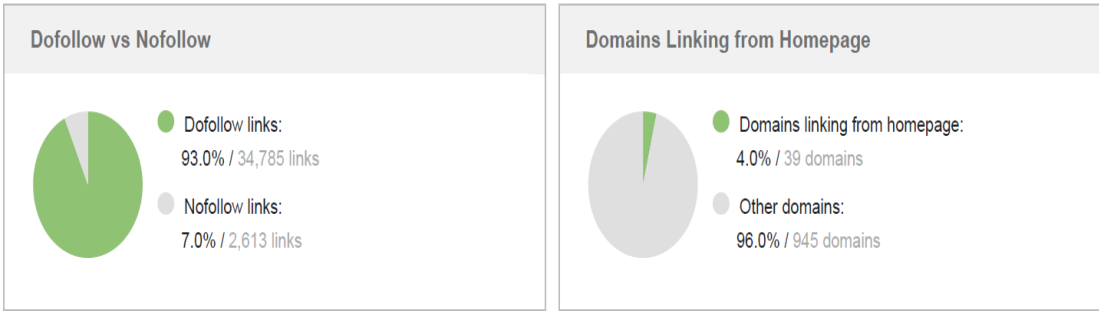 Dofollow vs Nofollow
Dofollow links:
93.0% / 34,785 links
Nofollow links:
7.0% / 2,613 links
Domains Linking from Homepage
Domains linking from homepage:
4.0% / 39 domains
Other domains:
96.0% / 945 domains